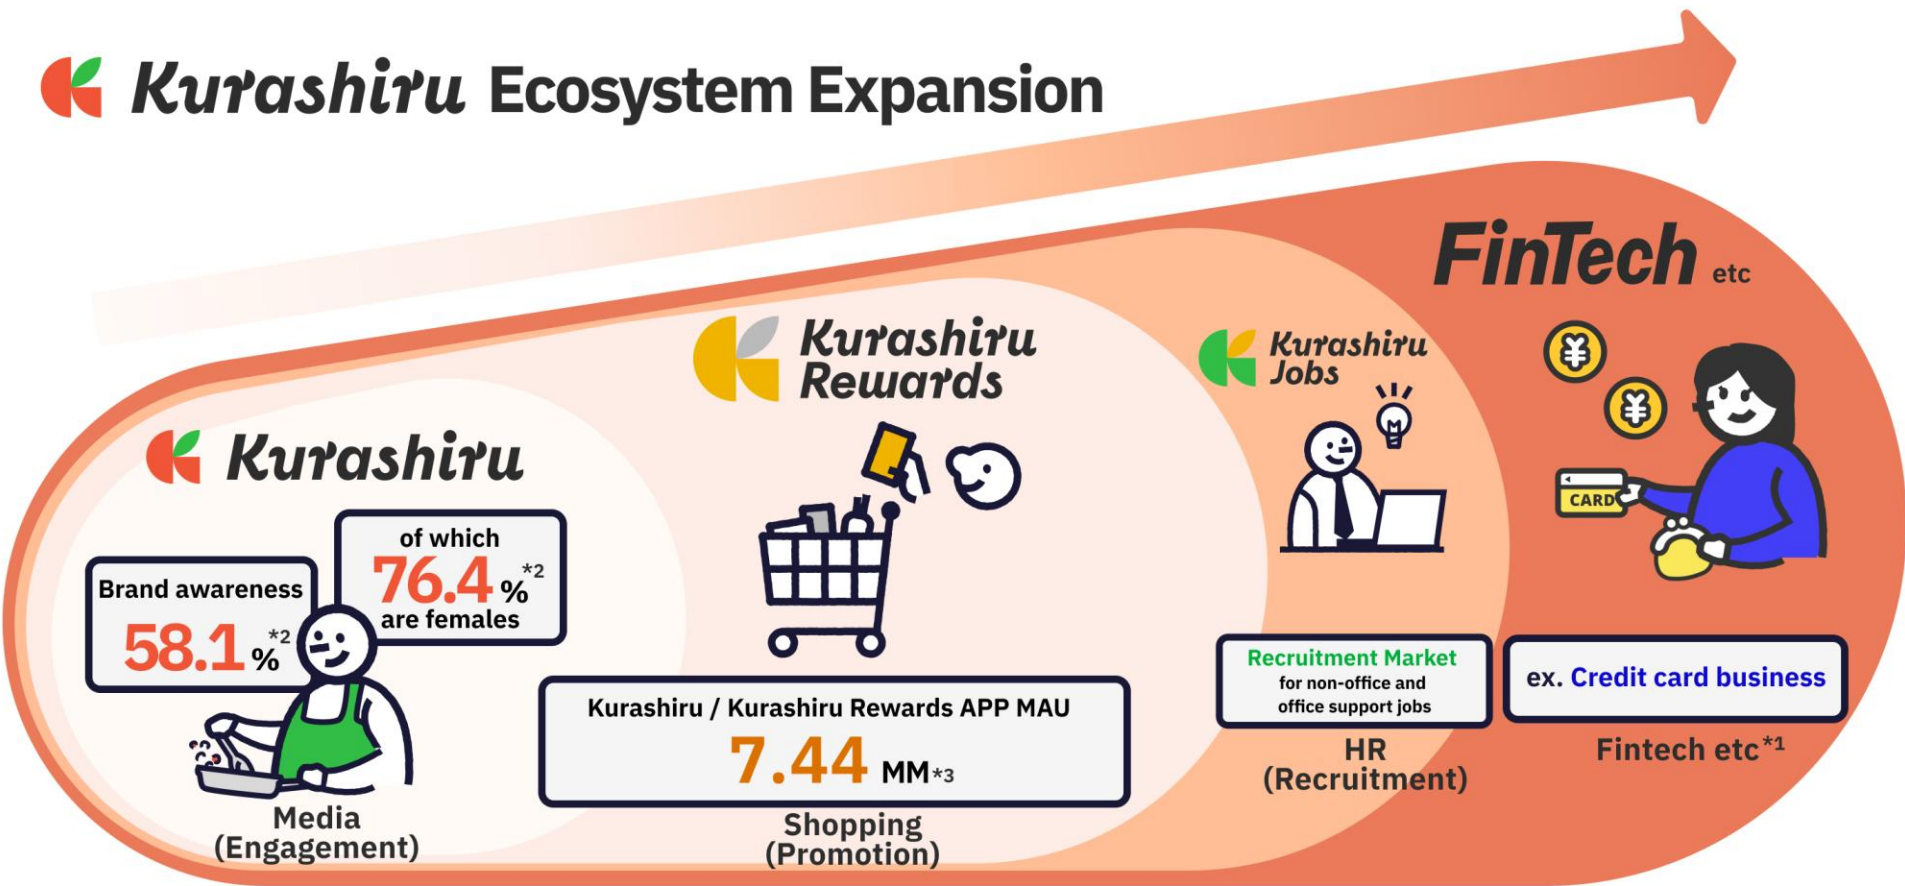 Kurashiru Ecosystem Expansion
FinTech etc
Kurashiru
Rewards
Kurashiru
Jobs
Kurashiru
CARD
of which
76.4 %*2
are females
Brand awareness
58.1 %*2
Recruitment Market
for non-office and
office support jobs
ex. Credit card business
Kurashiru / Kurashiru Rewards APP MAU
7.44 MM*3
HR
(Recruitment)
Fintech etc*1
Media
(Engagement)
Shopping
(Promotion)